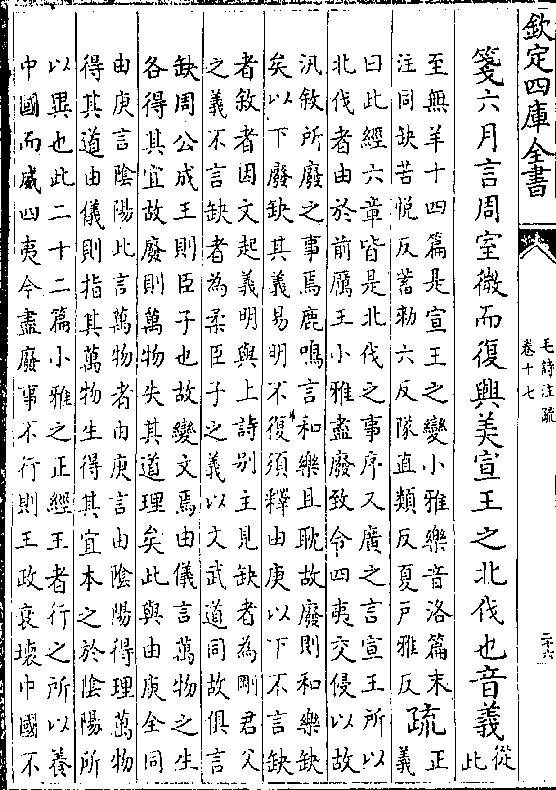 欽定四庫全書
毛詩注疏
卷十七
二十六
箋六月言周室微而復興美宣王之北伐也音義
從
此
至無羊十四篇是宣王之變小雅樂音洛篇末
注同缺苦悅反蓄勑六反隊直類反夏戶雅反
疏
正
義
曰此經六章皆是北伐之事序又廣之言宣王所以
北伐者由於前厲王小雅盡廢致令四夷交侵以故
汎敘所廢之事焉鹿鳴言和樂且耽故廢則和樂缺
矣以下廢缺其義易明不復須釋由庚以下不言缺
者敘者因文起義明與上詩別主見缺者為剛君父
之義不言缺者為柔臣子之義以文武道同故俱言
缺周公成王則臣子也故變文焉由儀言萬物之生
各得其宜故廢則萬物失其道理矣此與由庚全同
由庚言陰陽此言萬物者由庚言由陰陽得理萬物
得其道由儀則指其萬物生得其宜本之於陰陽所
以異也此二十二篇小雅之正經王者行之所以養
中國而威四夷今盡廢事不行則王政衰壞中國不